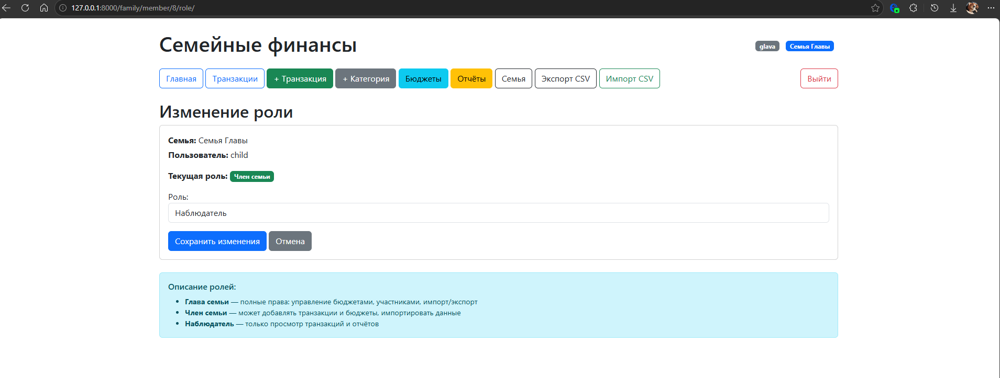 127.0.0.1:8000/family/member/8/role/
Семейные финансы
glava Семья Главы
Главная Транзакции + Транзакция + Категория Бюджеты Отчёты Семья Экспорт CSV Импорт CSV Выйти
Изменение роли
Семья: Семья Главы
Пользователь: child
Текущая роль: Член семьи
Роль:
Наблюдатель
Сохранить изменения Отмена
Описание ролей:
• Глава семьи — полные права: управление бюджетами, участниками, импорт/экспорт
• Член семьи — может добавлять транзакции и бюджеты, импортировать данные
• Наблюдатель — только просмотр транзакций и отчётов